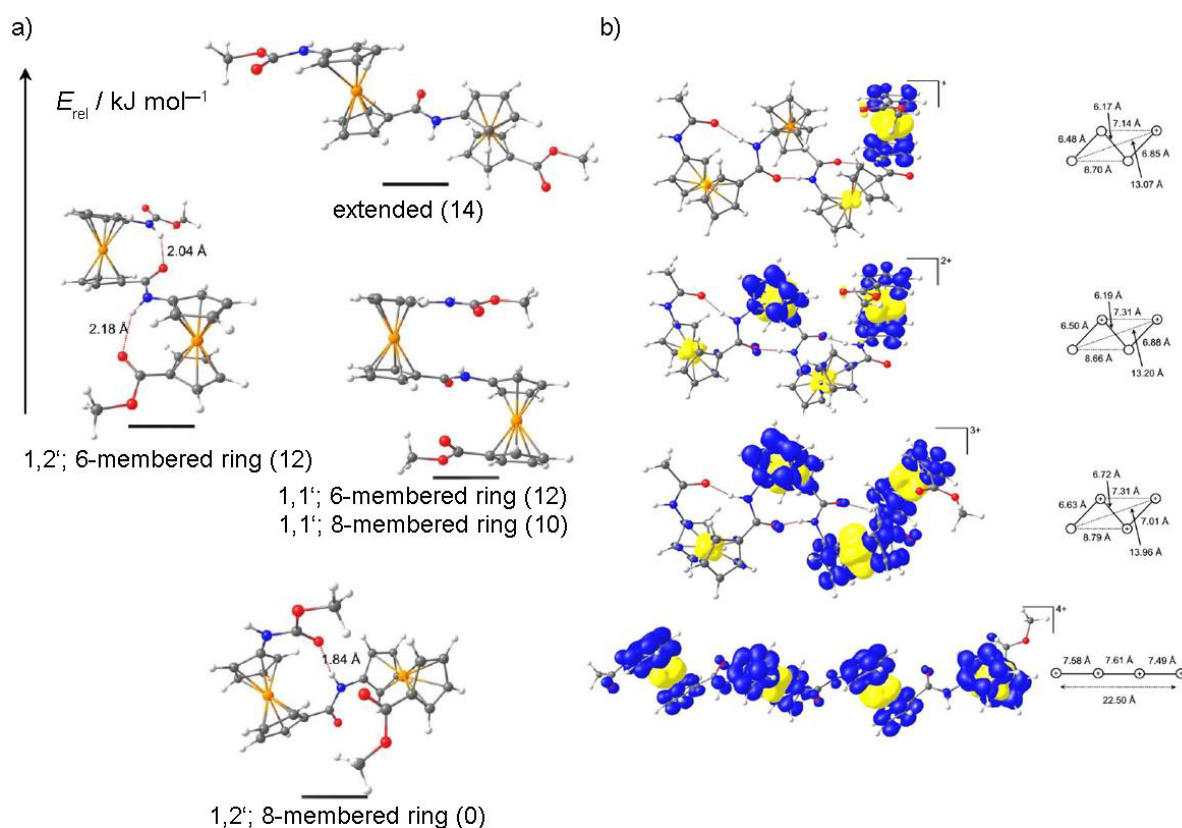 a)
E_rel / kJ mol⁻¹
extended (14)
2.04 Å
2.18 Å
1,2‘; 6-membered ring (12)
1,1‘; 6-membered ring (12)
1,1‘; 8-membered ring (10)
1.84 Å
1,2‘; 8-membered ring (0)
b)
+
6.17 Å
7.14 Å
6.48 Å
6.85 Å
8.70 Å
13.07 Å
2+
6.19 Å
7.31 Å
6.50 Å
6.88 Å
8.66 Å
13.20 Å
3+
6.72 Å
7.31 Å
6.63 Å
7.01 Å
8.79 Å
13.96 Å
4+
7.58 Å 7.61 Å 7.49 Å
22.50 Å